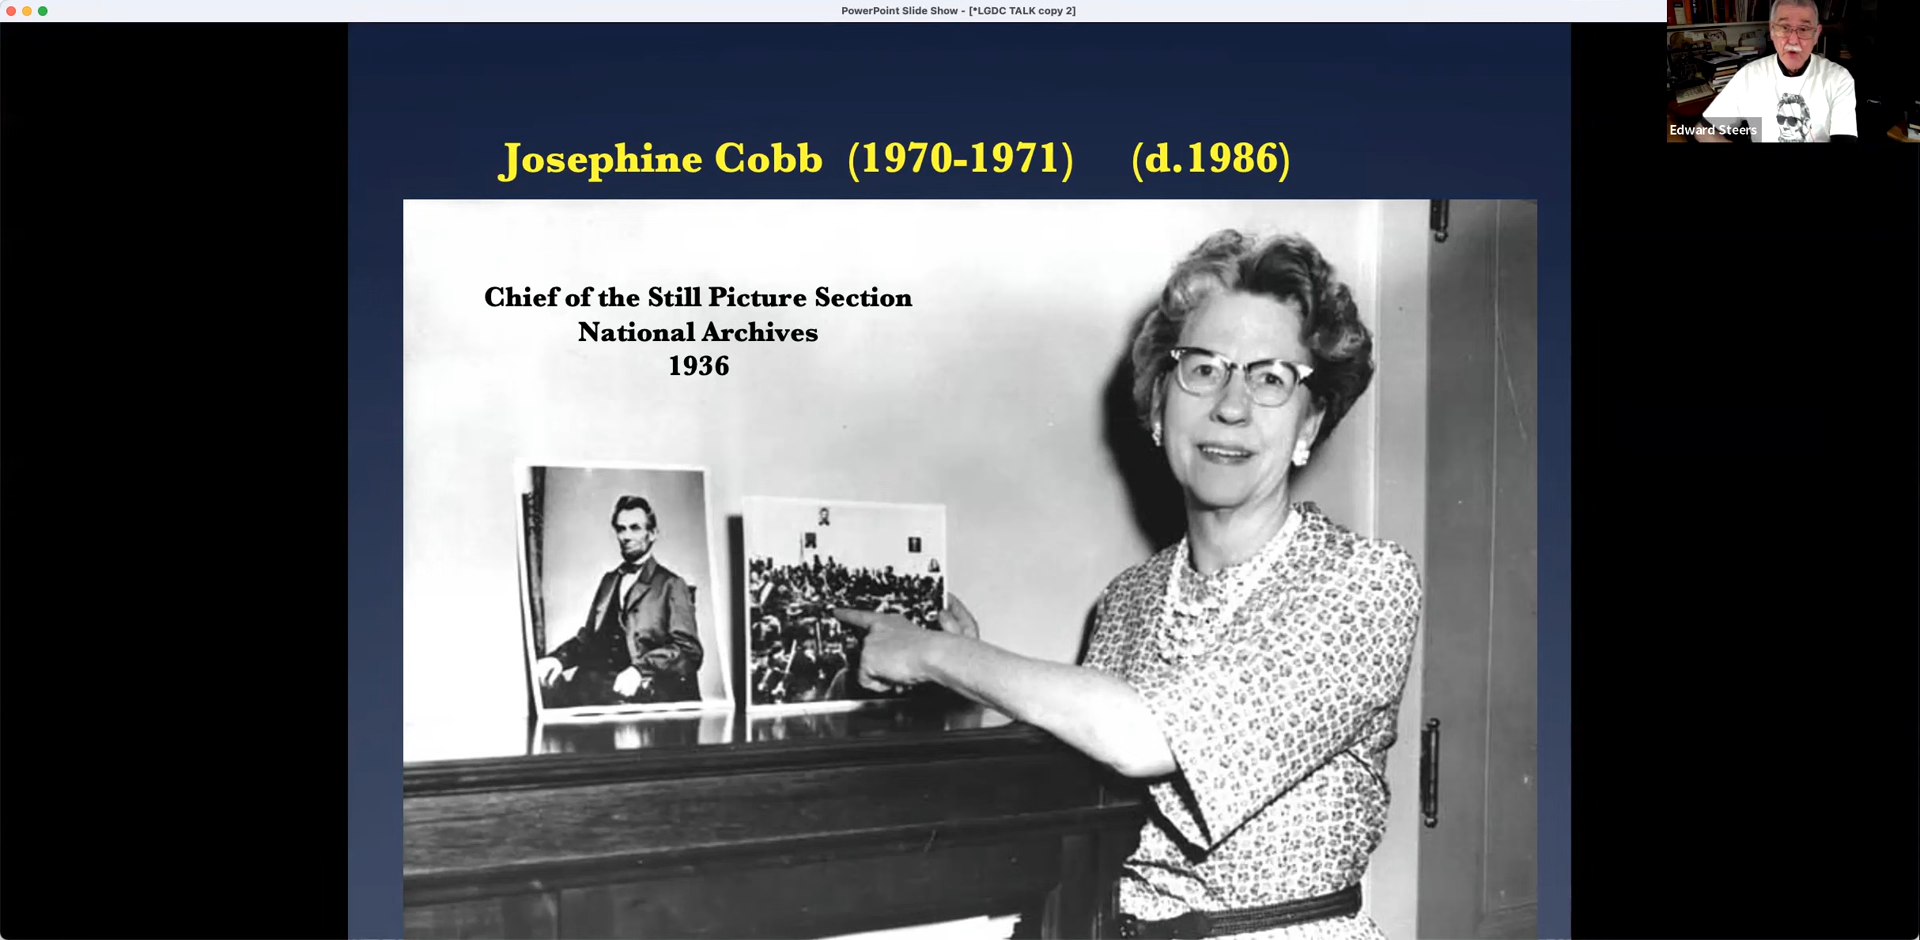 PowerPoint Slide Show - [*LGDC TALK copy 2]
Edward Steers
Josephine Cobb (1970-1971) (d.1986)
Chief of the Still Picture Section
National Archives
1936